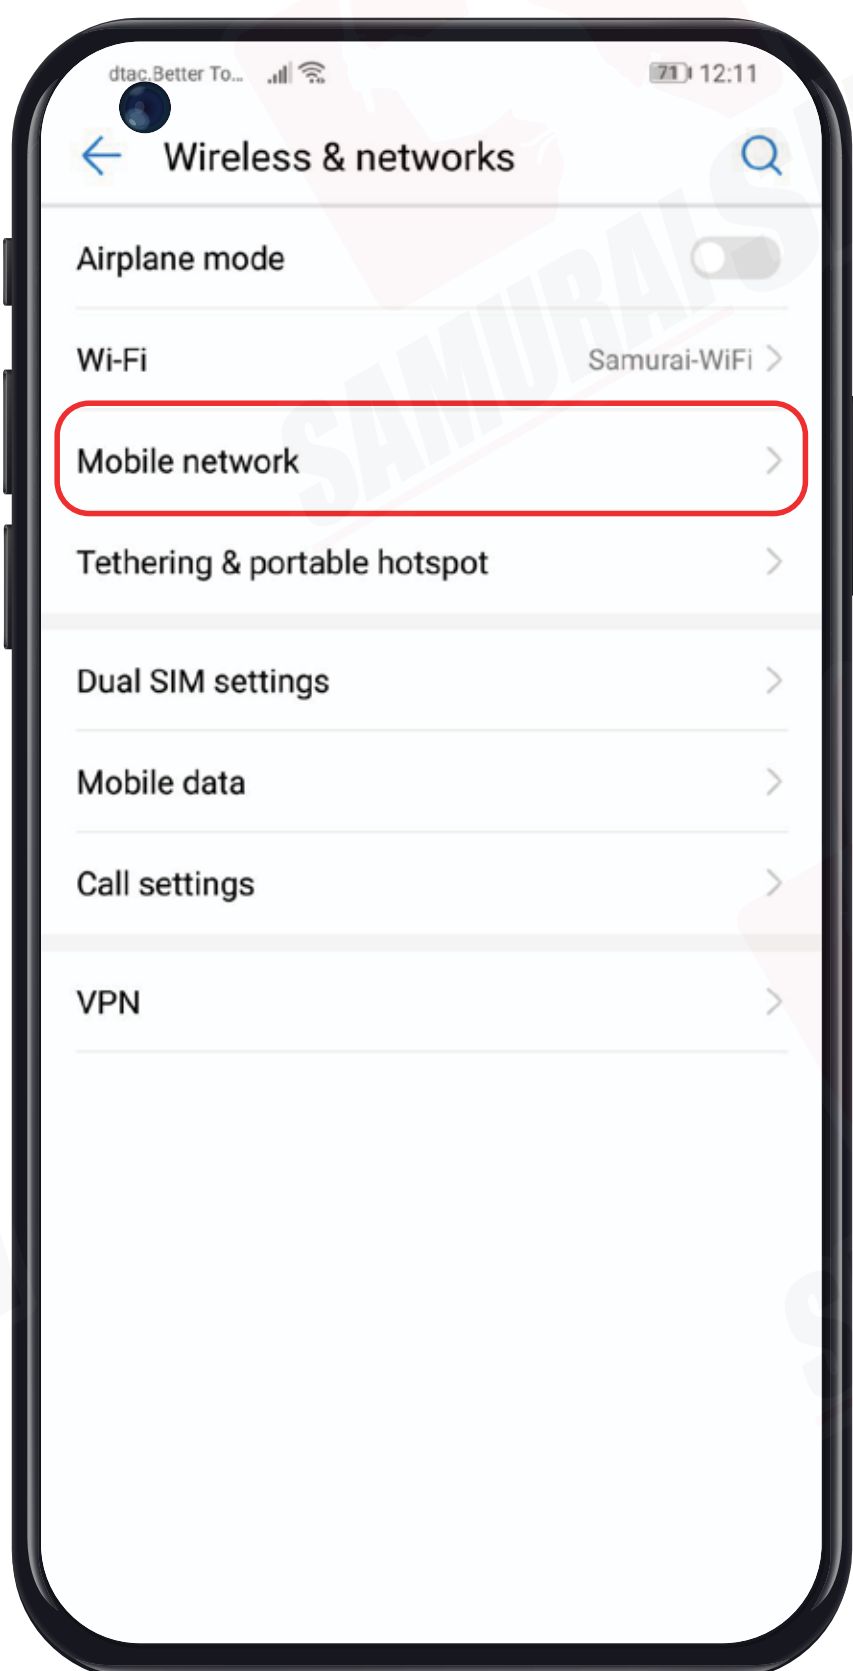 dtac.Better To... 71 12:11
Wireless & networks
Airplane mode
Wi-Fi Samurai-WiFi
Mobile network
Tethering & portable hotspot
Dual SIM settings
Mobile data
Call settings
VPN
SAMURAI S